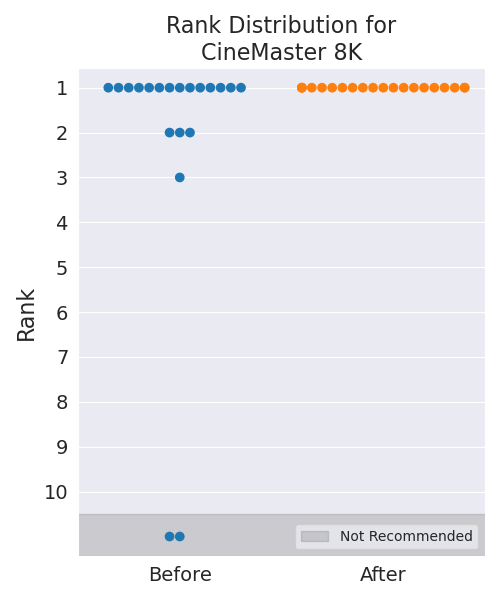 Rank Distribution for
CineMaster 8K
Rank
1
2
3
4
5
6
7
8
9
10
Not Recommended
Before
After